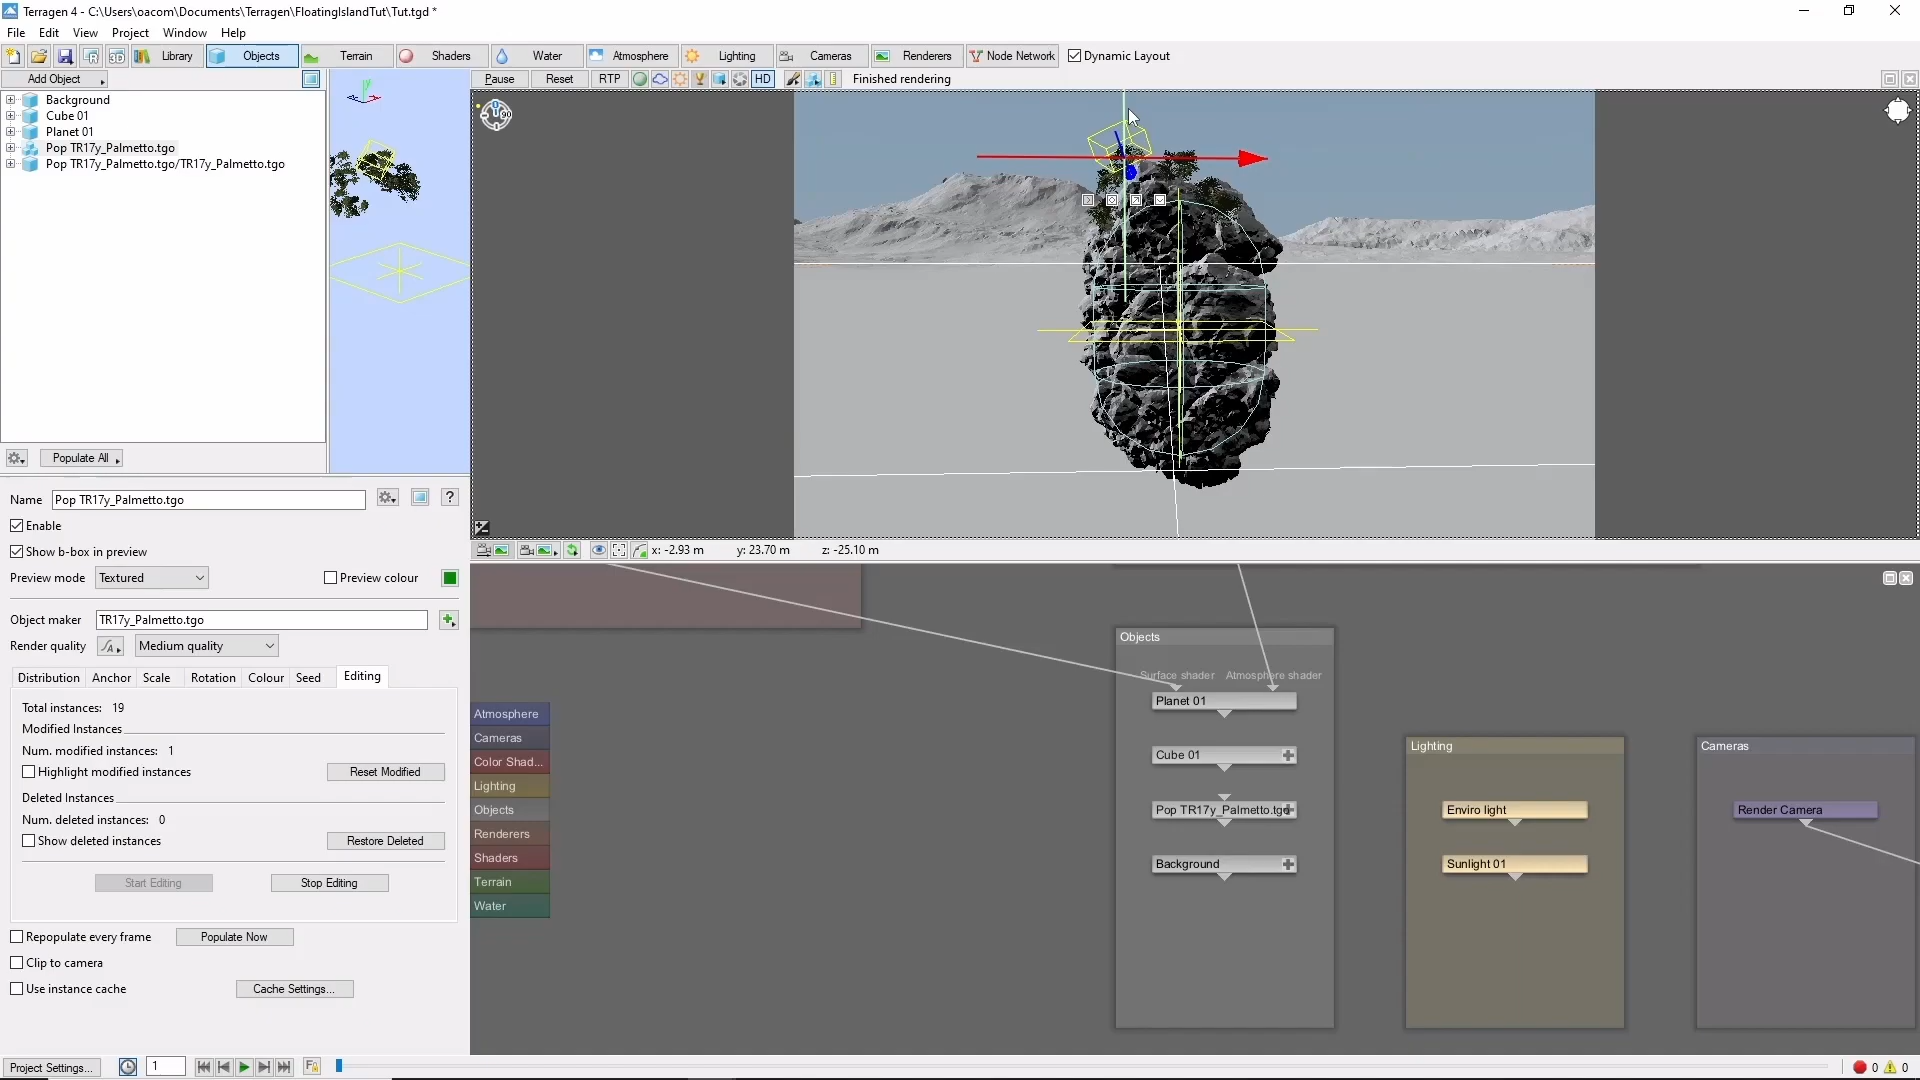 Terragen 4 - C:\Users\oacom\Documents\Terragen\FloatingIslandTut\Tut.tgd *
File Edit View Project Window Help
Library Objects Terrain Shaders Water Atmosphere Lighting Cameras Renderers Node Network Dynamic Layout
Add Object
Pause Reset RTP HD Finished rendering
Background
Cube 01
Planet 01
Pop TR17y_Palmetto.tgo
Pop TR17y_Palmetto.tgo/TR17y_Palmetto.tgo
Populate All
Name Pop TR17y_Palmetto.tgo ?
Enable
Show b-box in preview
Preview mode Textured Preview colour
Object maker TR17y_Palmetto.tgo
Render quality Medium quality
Distribution Anchor Scale Rotation Colour Seed Editing
Total instances: 19
Modified Instances
Num. modified instances: 1
Highlight modified instances Reset Modified
Deleted Instances
Num. deleted instances: 0
Show deleted instances Restore Deleted
Start Editing Stop Editing
Repopulate every frame Populate Now
Clip to camera
Use instance cache Cache Settings...
x: -2.93 m y: 23.70 m z: -25.10 m
Atmosphere
Cameras
Color Shad...
Lighting
Objects
Renderers
Shaders
Terrain
Water
Objects
Surface shader Atmosphere shader
Planet 01
Cube 01
Pop TR17y_Palmetto.tgo
Background
Lighting
Enviro light
Sunlight 01
Cameras
Render Camera
Project Settings... 1 0 0